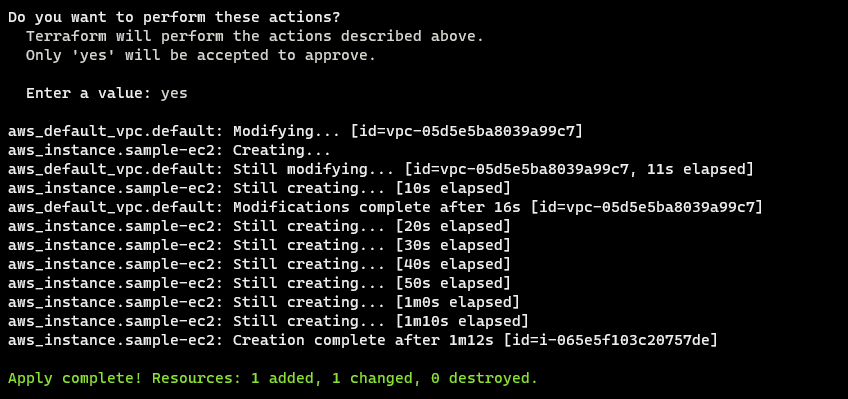 Do you want to perform these actions?
Terraform will perform the actions described above.
Only 'yes' will be accepted to approve.
Enter a value: yes
aws_default_vpc.default: Modifying... [id=vpc-05d5e5ba8039a99c7]
aws_instance.sample-ec2: Creating...
aws_default_vpc.default: Still modifying... [id=vpc-05d5e5ba8039a99c7, 11s elapsed]
aws_instance.sample-ec2: Still creating... [10s elapsed]
aws_default_vpc.default: Modifications complete after 16s [id=vpc-05d5e5ba8039a99c7]
aws_instance.sample-ec2: Still creating... [20s elapsed]
aws_instance.sample-ec2: Still creating... [30s elapsed]
aws_instance.sample-ec2: Still creating... [40s elapsed]
aws_instance.sample-ec2: Still creating... [50s elapsed]
aws_instance.sample-ec2: Still creating... [1m0s elapsed]
aws_instance.sample-ec2: Still creating... [1m10s elapsed]
aws_instance.sample-ec2: Creation complete after 1m12s [id=i-065e5f103c20757de]
Apply complete! Resources: 1 added, 1 changed, 0 destroyed.